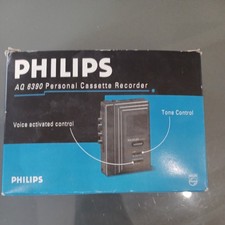 PHILIPS
AQ 6390 Personal Cassette Recorder
Tone Control
Voice activated control
PHILIPS